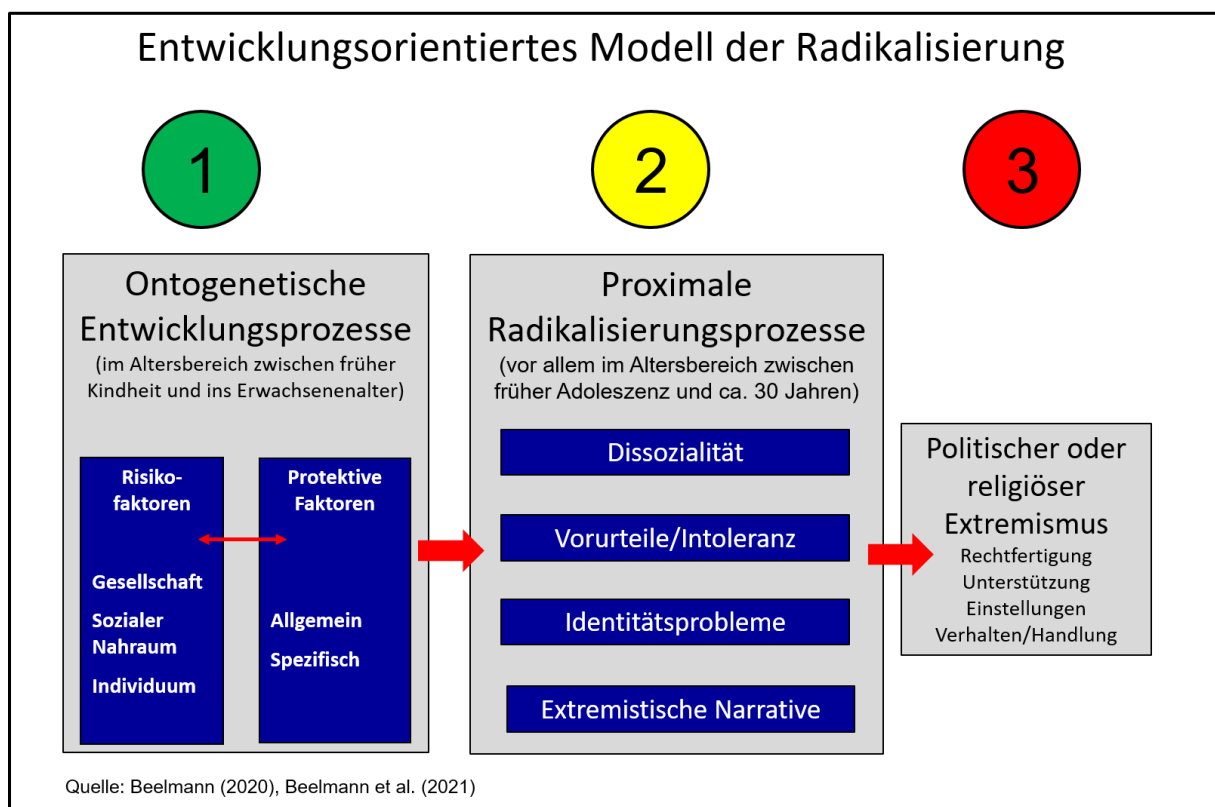 Entwicklungsorientiertes Modell der Radikalisierung
1
2
3
Ontogenetische
Entwicklungsprozesse
(im Altersbereich zwischen früher
Kindheit und ins Erwachsenenalter)
Risiko-
faktoren
Gesellschaft
Sozialer
Nahraum
Individuum
Protektive
Faktoren
Allgemein
Spezifisch
Proximale
Radikalisierungsprozesse
(vor allem im Altersbereich zwischen
früher Adoleszenz und ca. 30 Jahren)
Dissozialität
Vorurteile/Intoleranz
Identitätsprobleme
Extremistische Narrative
Politischer oder
religiöser
Extremismus
Rechtfertigung
Unterstützung
Einstellungen
Verhalten/Handlung
Quelle: Beelmann (2020), Beelmann et al. (2021)